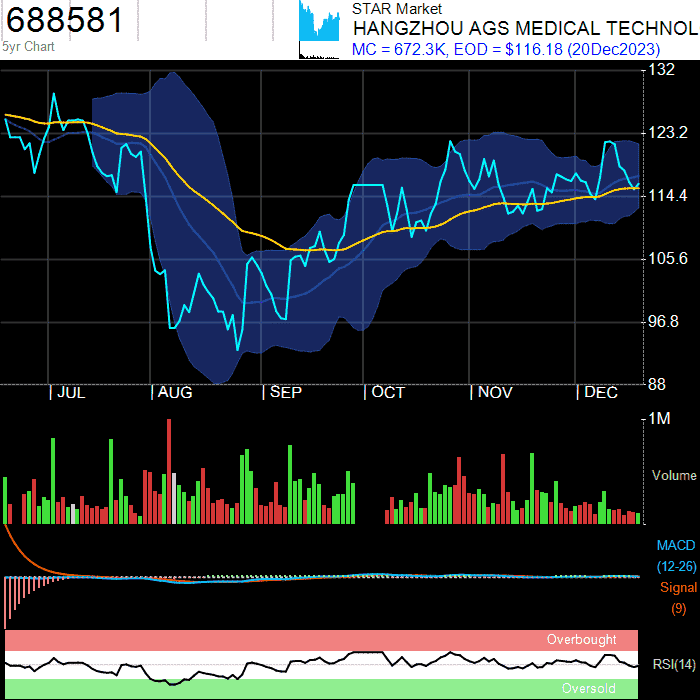 688581
5yr Chart
STAR Market
HANGZHOU AGS MEDICAL TECHNOL
MC = 672.3K, EOD = $116.18 (20Dec2023)
132
123.2
114.4
105.6
96.8
88
JUL
AUG
SEP
OCT
NOV
DEC
1M
Volume
MACD
(12-26)
Signal
(9)
Overbought
RSI(14)
Oversold